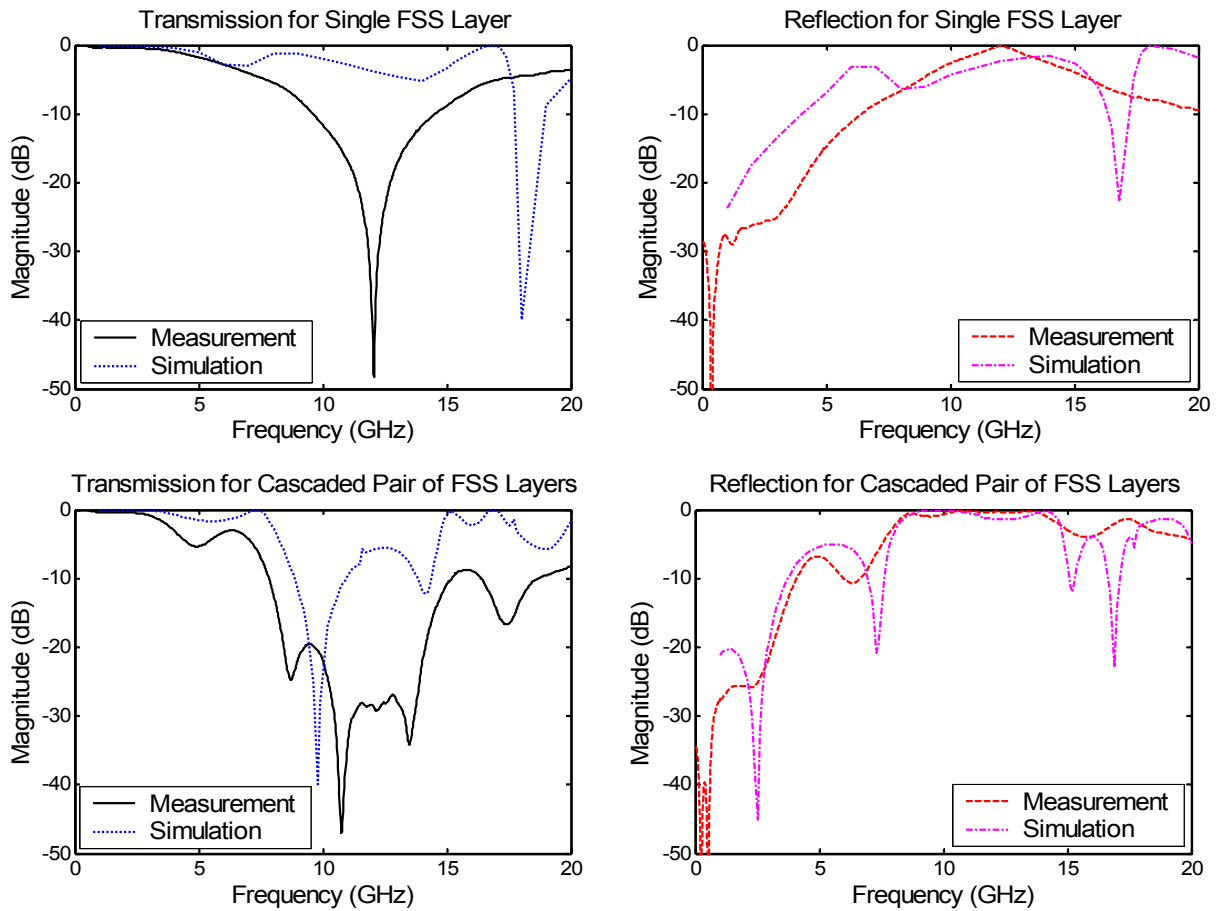 Transmission for Single FSS Layer
0
-10
-20
-30
-40
-50
Magnitude (dB)
Measurement
Simulation
5
10
15
20
Frequency (GHz)
Reflection for Single FSS Layer
0
-10
-20
-30
-40
-50
Magnitude (dB)
Measurement
Simulation
0
5
10
15
20
Frequency (GHz)
Transmission for Cascaded Pair of FSS Layers
0
-10
-20
-30
-40
-50
Magnitude (dB)
Measurement
Simulation
0
5
10
15
20
Frequency (GHz)
Reflection for Cascaded Pair of FSS Layers
0
-10
-20
-30
-40
-50
Magnitude (dB)
Measurement
Simulation
0
5
10
15
20
Frequency (GHz)